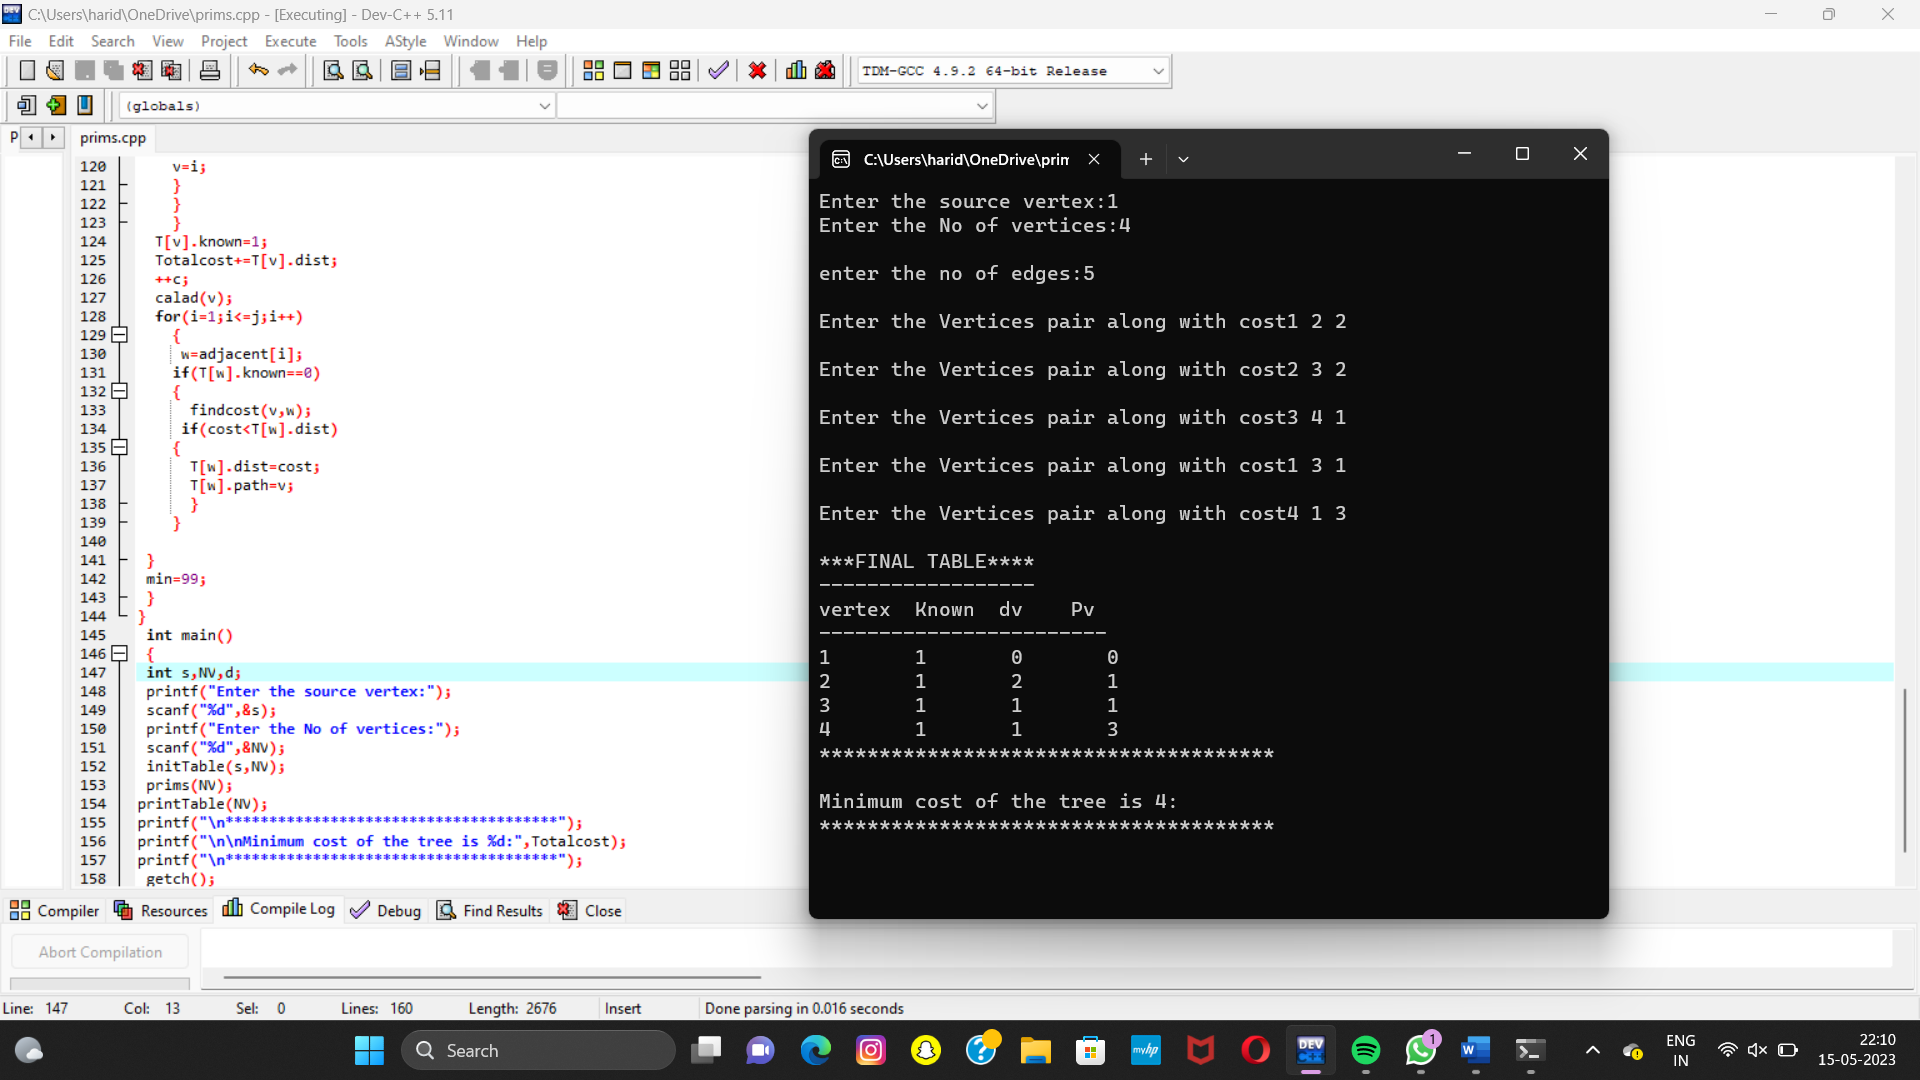 C:\Users\harid\OneDrive\prims.cpp - [Executing] - Dev-C++ 5.11
File Edit Search View Project Execute Tools AStyle Window Help
TDM-GCC 4.9.2 64-bit Release
(globals)
P prims.cpp
120 v=i;
121 }
122 }
123 }
124 T[v].known=1;
125 Totalcost+=T[v].dist;
126 ++c;
127 calad(v);
128 for(i=1;i<=j;i++)
129 {
130 w=adjacent[i];
131 if(T[w].known==0)
132 {
133 findcost(v,w);
134 if(cost<T[w].dist)
135 {
136 T[w].dist=cost;
137 T[w].path=v;
138 }
139 }
140
141 }
142 min=99;
143 }
144 }
145 int main()
146 {
147 int s,NV,d;
148 printf("Enter the source vertex:");
149 scanf("%d",&s);
150 printf("Enter the No of vertices:");
151 scanf("%d",&NV);
152 initTable(s,NV);
153 prims(NV);
154 printTable(NV);
155 printf("\n**************************************");
156 printf("\n\nMinimum cost of the tree is %d:",Totalcost);
157 printf("\n**************************************");
158 getch();
C:\Users\harid\OneDrive\prim
Enter the source vertex:1
Enter the No of vertices:4
enter the no of edges:5
Enter the Vertices pair along with cost1 2 2
Enter the Vertices pair along with cost2 3 2
Enter the Vertices pair along with cost3 4 1
Enter the Vertices pair along with cost1 3 1
Enter the Vertices pair along with cost4 1 3
***FINAL TABLE****
------------------
vertex Known dv Pv
------------------------
1 1 0 0
2 1 2 1
3 1 1 1
4 1 1 3
**************************************
Minimum cost of the tree is 4:
**************************************
Compiler Resources Compile Log Debug Find Results Close
Abort Compilation
Line: 147 Col: 13 Sel: 0 Lines: 160 Length: 2676 Insert Done parsing in 0.016 seconds
Search
myhp
DEV
C++
1
W
ENG
IN
22:10
15-05-2023